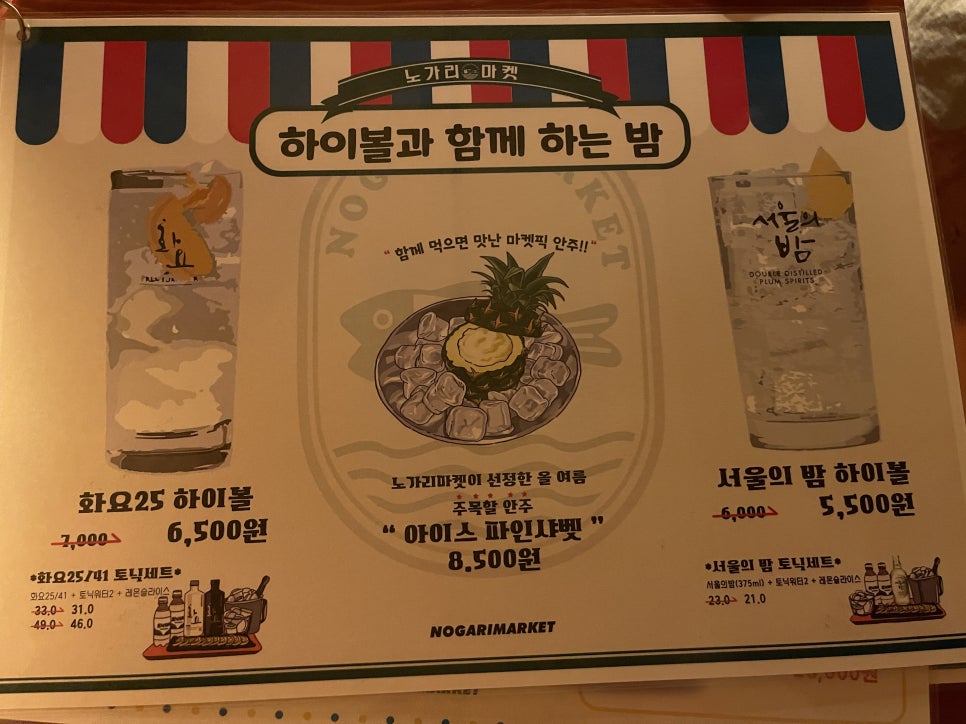 노가리 마켓
하이볼과 함께 하는 밤
NOGARI MARKET
" 함께 먹으면 맛난 마켓픽 안주!! "
화요
서울의
밤
DOUBLE DISTILLED
PLUM SPIRITS
화요25 하이볼
7,000 6,500원
*화요25/41 토닉세트*
화요25/41 + 토닉워터2 + 레몬슬라이스
33.0 31.0
49.0 46.0
노가리마켓이 선정한 올 여름
주목할 안주
" 아이스 파인샤벳 "
8.500원
NOGARIMARKET
서울의 밤 하이볼
6,000 5,500원
*서울의 밤 토닉세트*
서울의밤(375ml) + 토닉워터2 + 레몬슬라이스
23.0 21.0